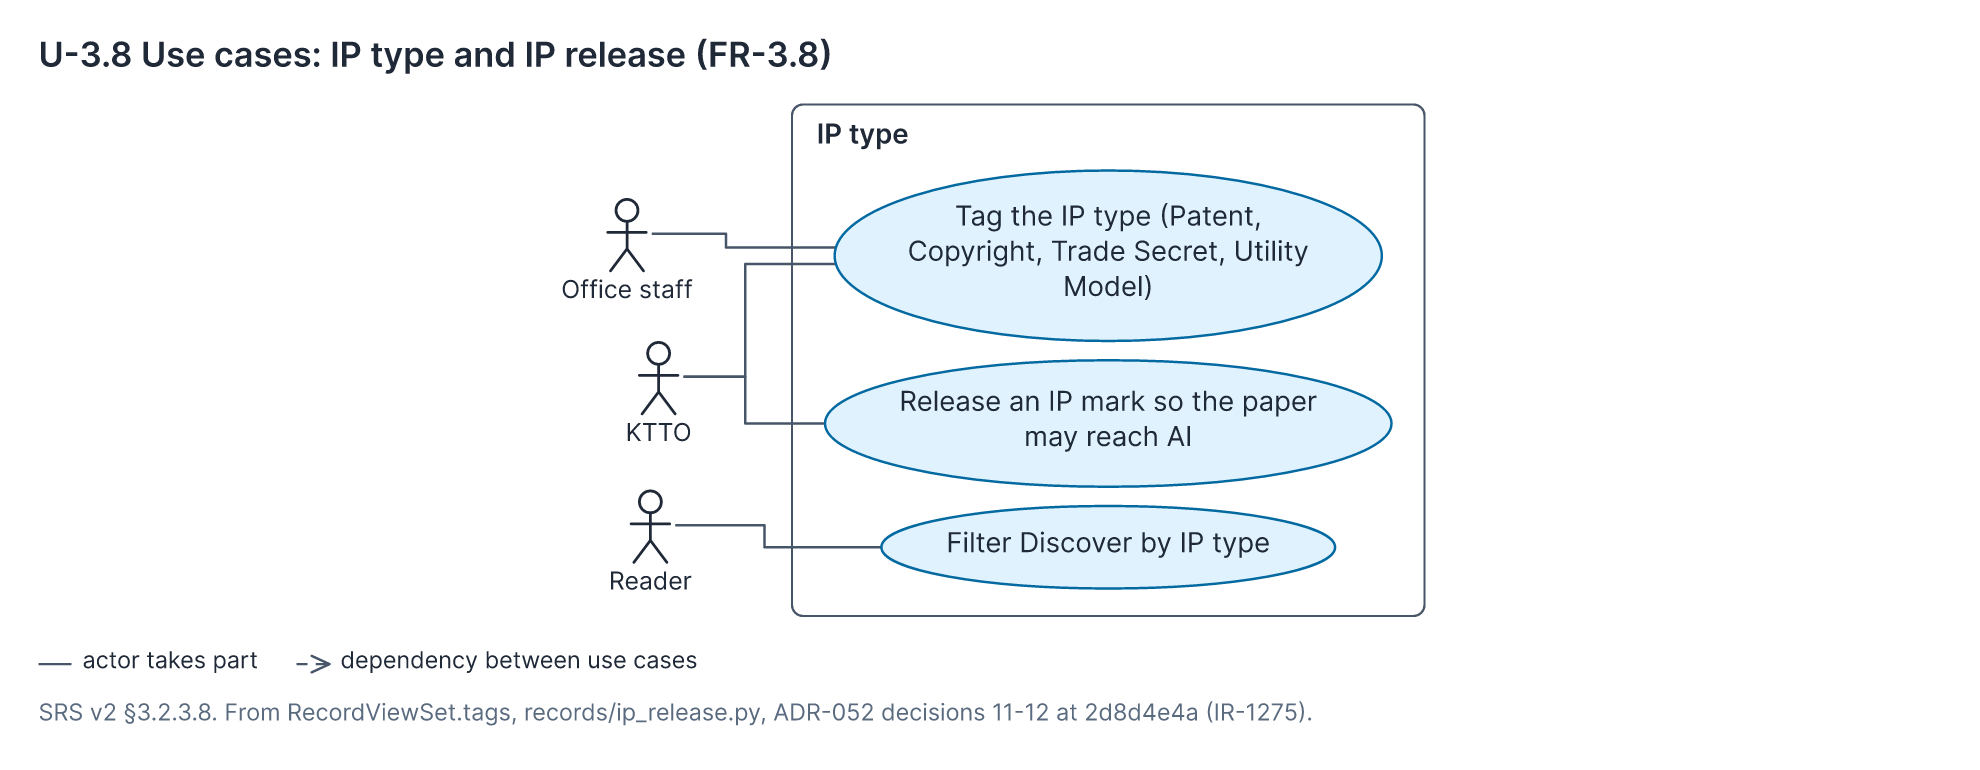 U-3.8 Use cases: IP type and IP release (FR-3.8)
IP type
Tag the IP type (Patent,
Copyright, Trade Secret, Utility
Model)
Office staff
Release an IP mark so the paper
may reach AI
KTTO
Filter Discover by IP type
Reader
actor takes part
dependency between use cases
SRS v2 §3.2.3.8. From RecordViewSet.tags, records/ip_release.py, ADR-052 decisions 11-12 at 2d8d4e4a (IR-1275).